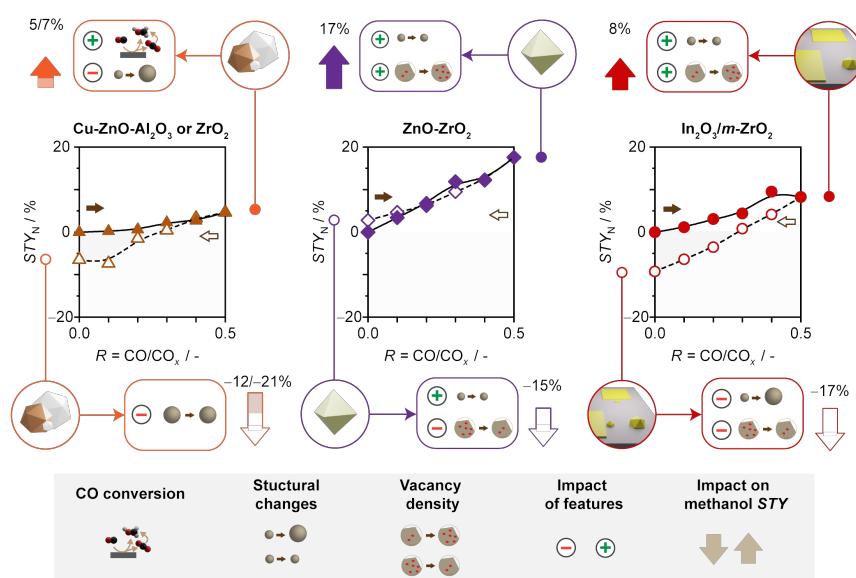 5/7%
17%
8%
Cu-ZnO-Al₂O₃ or ZrO₂
ZnO-ZrO₂
In₂O₃/m-ZrO₂
STY_N / %
20
0
−20
0.0
0.5
R = CO/COₓ / -
20
0
−20
0.0
0.5
R = CO/COₓ / -
20
0
−20
0.0
0.5
R = CO/COₓ / -
−12/−21%
−15%
−17%
CO conversion
Stuctural
changes
Vacancy
density
Impact
of features
Impact on
methanol STY